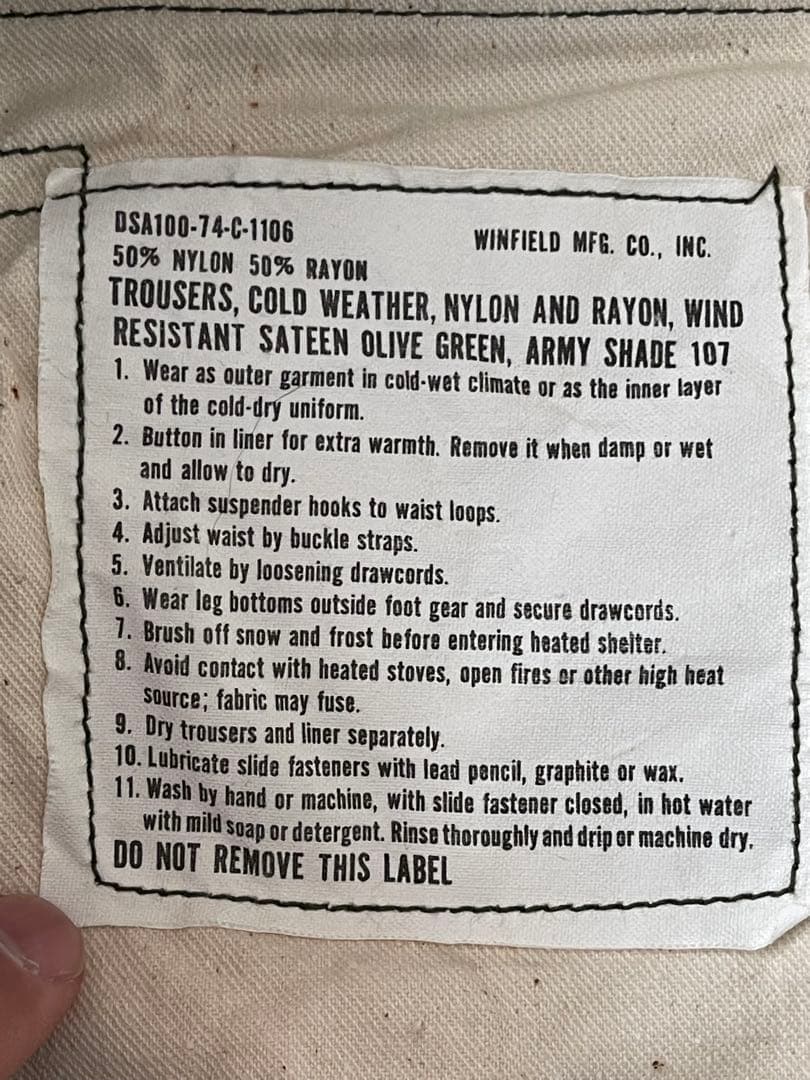 DSA100-74-C-1106
WINFIELD MFG. CO., INC.
50% NYLON 50% RAYON
TROUSERS, COLD WEATHER, NYLON AND RAYON, WIND
RESISTANT SATEEN OLIVE GREEN, ARMY SHADE 107
1. Wear as outer garment in cold-wet climate or as the inner layer
of the cold-dry uniform.
2. Button in liner for extra warmth. Remove it when damp or wet
and allow to dry.
3. Attach suspender hooks to waist loops.
4. Adjust waist by buckle straps.
5. Ventilate by loosening drawcords.
6. Wear leg bottoms outside foot gear and secure drawcords.
7. Brush off snow and frost before entering heated shelter.
8. Avoid contact with heated stoves, open fires or other high heat
source; fabric may fuse.
9. Dry trousers and liner separately.
10. Lubricate slide fasteners with lead pencil, graphite or wax.
11. Wash by hand or machine, with slide fastener closed, in hot water
with mild soap or detergent. Rinse thoroughly and drip or machine dry.
DO NOT REMOVE THIS LABEL